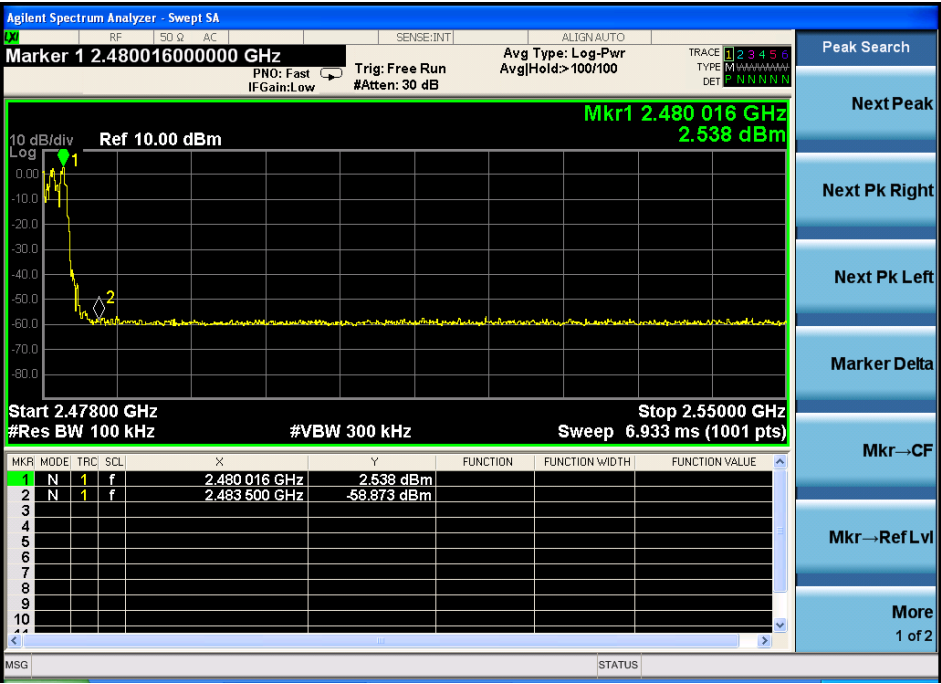 Agilent Spectrum Analyzer - Swept SA
LXI RF 50 Ω AC SENSE:INT ALIGN AUTO
Marker 1 2.480016000000 GHz
PNO: Fast
IFGain:Low
Trig: Free Run
#Atten: 30 dB
Avg Type: Log-Pwr
Avg|Hold:>100/100
TRACE 1 2 3 4 5 6
TYPE M WWWWW
DET P N N N N N
Peak Search
Next Peak
Next Pk Right
Next Pk Left
Marker Delta
Mkr→CF
Mkr→Ref Lvl
More
1 of 2
Mkr1 2.480 016 GHz
2.538 dBm
10 dB/div Ref 10.00 dBm
Log
1
0.00
-10.0
-20.0
-30.0
-40.0
-50.0
2
-60.0
-70.0
-80.0
Start 2.47800 GHz Stop 2.55000 GHz
#Res BW 100 kHz #VBW 300 kHz Sweep 6.933 ms (1001 pts)
MKR MODE TRC SCL X Y FUNCTION FUNCTION WIDTH FUNCTION VALUE
1 N 1 f 2.480 016 GHz 2.538 dBm
2 N 1 f 2.483 500 GHz -58.873 dBm
3
4
5
6
7
8
9
10
11
MSG STATUS